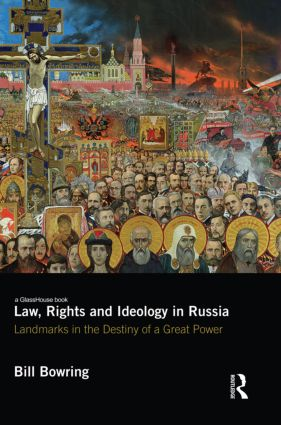 a GlassHouse book
Law, Rights and Ideology in Russia
Landmarks in the Destiny of a Great Power
Bill Bowring
ROUTLEDGE